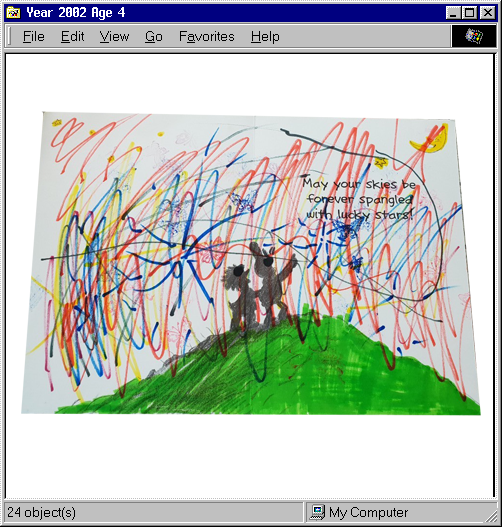 Year 2002 Age 4
File Edit View Go Favorites Help
May your skies be
forever spangled
with lucky stars!
24 object(s)
My Computer